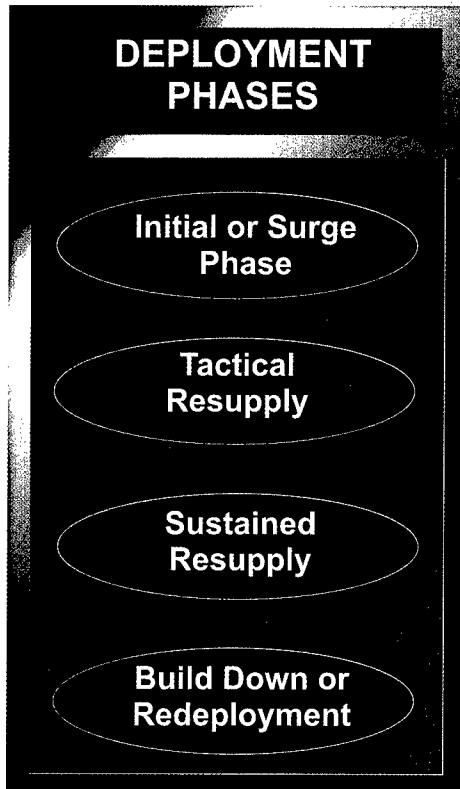 DEPLOYMENT
PHASES
Initial or Surge
Phase
Tactical
Resupply
Sustained
Resupply
Build Down or
Redeployment